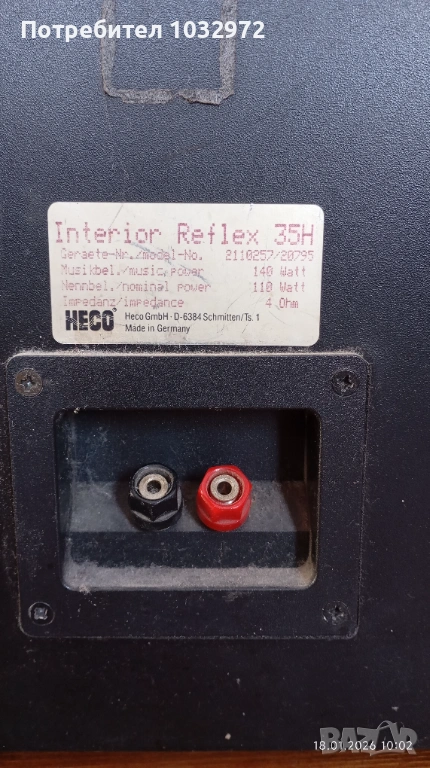 Потребител 1032972
Interior Reflex 35H
Geraete-Nr./model-No. 2110257/20795
Musikbel./music power 140 Watt
Nennbel./nominal power 110 Watt
Impedanz/impedance 4 Ohm
HECO® Heco GmbH · D-6384 Schmitten/Ts. 1
Made in Germany
BAZAR
18.01.2026 10:02